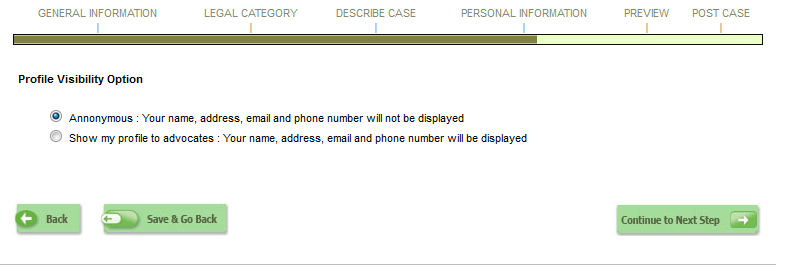 GENERAL INFORMATION LEGAL CATEGORY DESCRIBE CASE PERSONAL INFORMATION PREVIEW POST CASE
Profile Visibility Option
Annonymous : Your name, address, email and phone number will not be displayed
Show my profile to advocates : Your name, address, email and phone number will be displayed
Back Save & Go Back Continue to Next Step